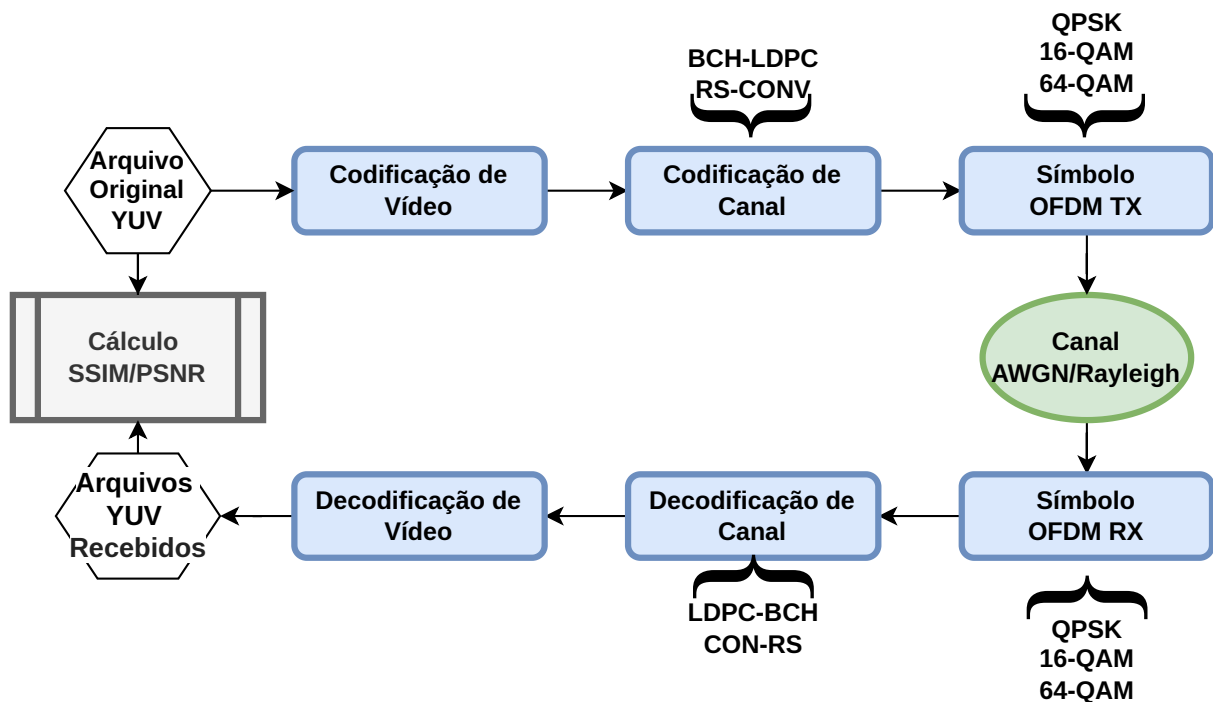 QPSK
16-QAM
64-QAM
BCH-LDPC
RS-CONV
Arquivo
Original
YUV
Codificação de
Vídeo
Codificação de
Canal
Símbolo
OFDM TX
Cálculo
SSIM/PSNR
Canal
AWGN/Rayleigh
Arquivos
YUV
Recebidos
Decodificação de
Vídeo
Decodificação de
Canal
Símbolo
OFDM RX
LDPC-BCH
CON-RS
QPSK
16-QAM
64-QAM